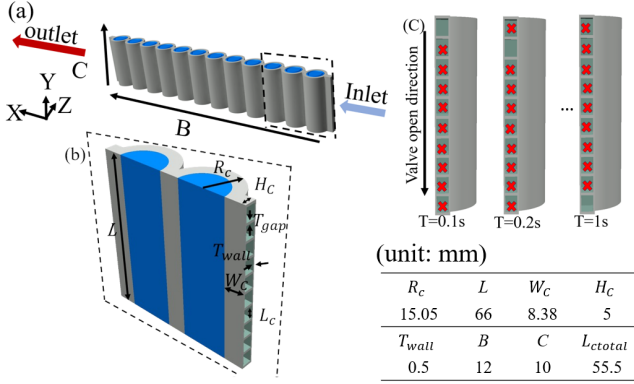 (a)
outlet
C
Y
X
Z
B
Inlet
(b)
R_c
H_C
L
T_gap
T_wall
W_C
L_C
(C)
Valve open direction
...
T=0.1s T=0.2s T=1s
(unit: mm)
R_c L W_C H_C
15.05 66 8.38 5
T_wall B C L_ctotal
0.5 12 10 55.5